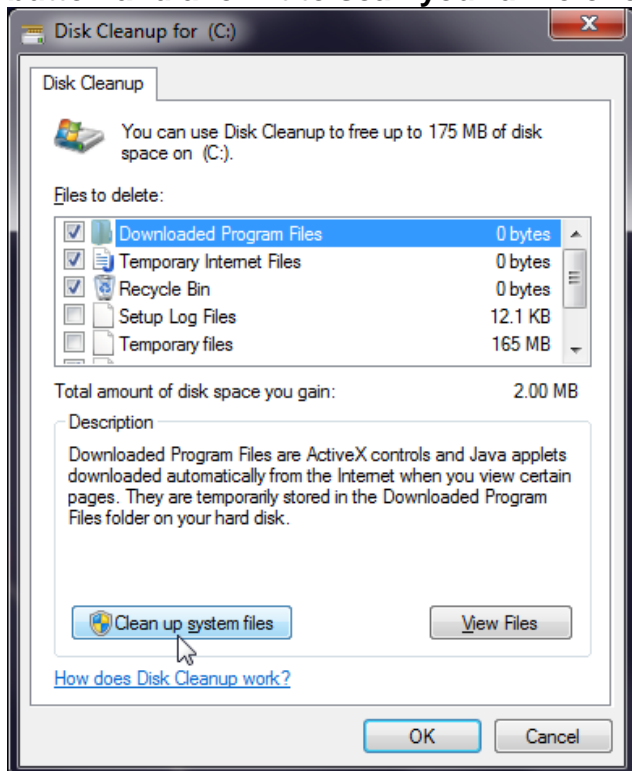 Disk Cleanup for  (C:)
Disk Cleanup
You can use Disk Cleanup to free up to 175 MB of disk
space on  (C:).
Files to delete:
Downloaded Program Files 0 bytes
Temporary Internet Files 0 bytes
Recycle Bin 0 bytes
Setup Log Files 12.1 KB
Temporary files 165 MB
Total amount of disk space you gain: 2.00 MB
Description
Downloaded Program Files are ActiveX controls and Java applets
downloaded automatically from the Internet when you view certain
pages. They are temporarily stored in the Downloaded Program
Files folder on your hard disk.
Clean up system files View Files
How does Disk Cleanup work?
OK Cancel